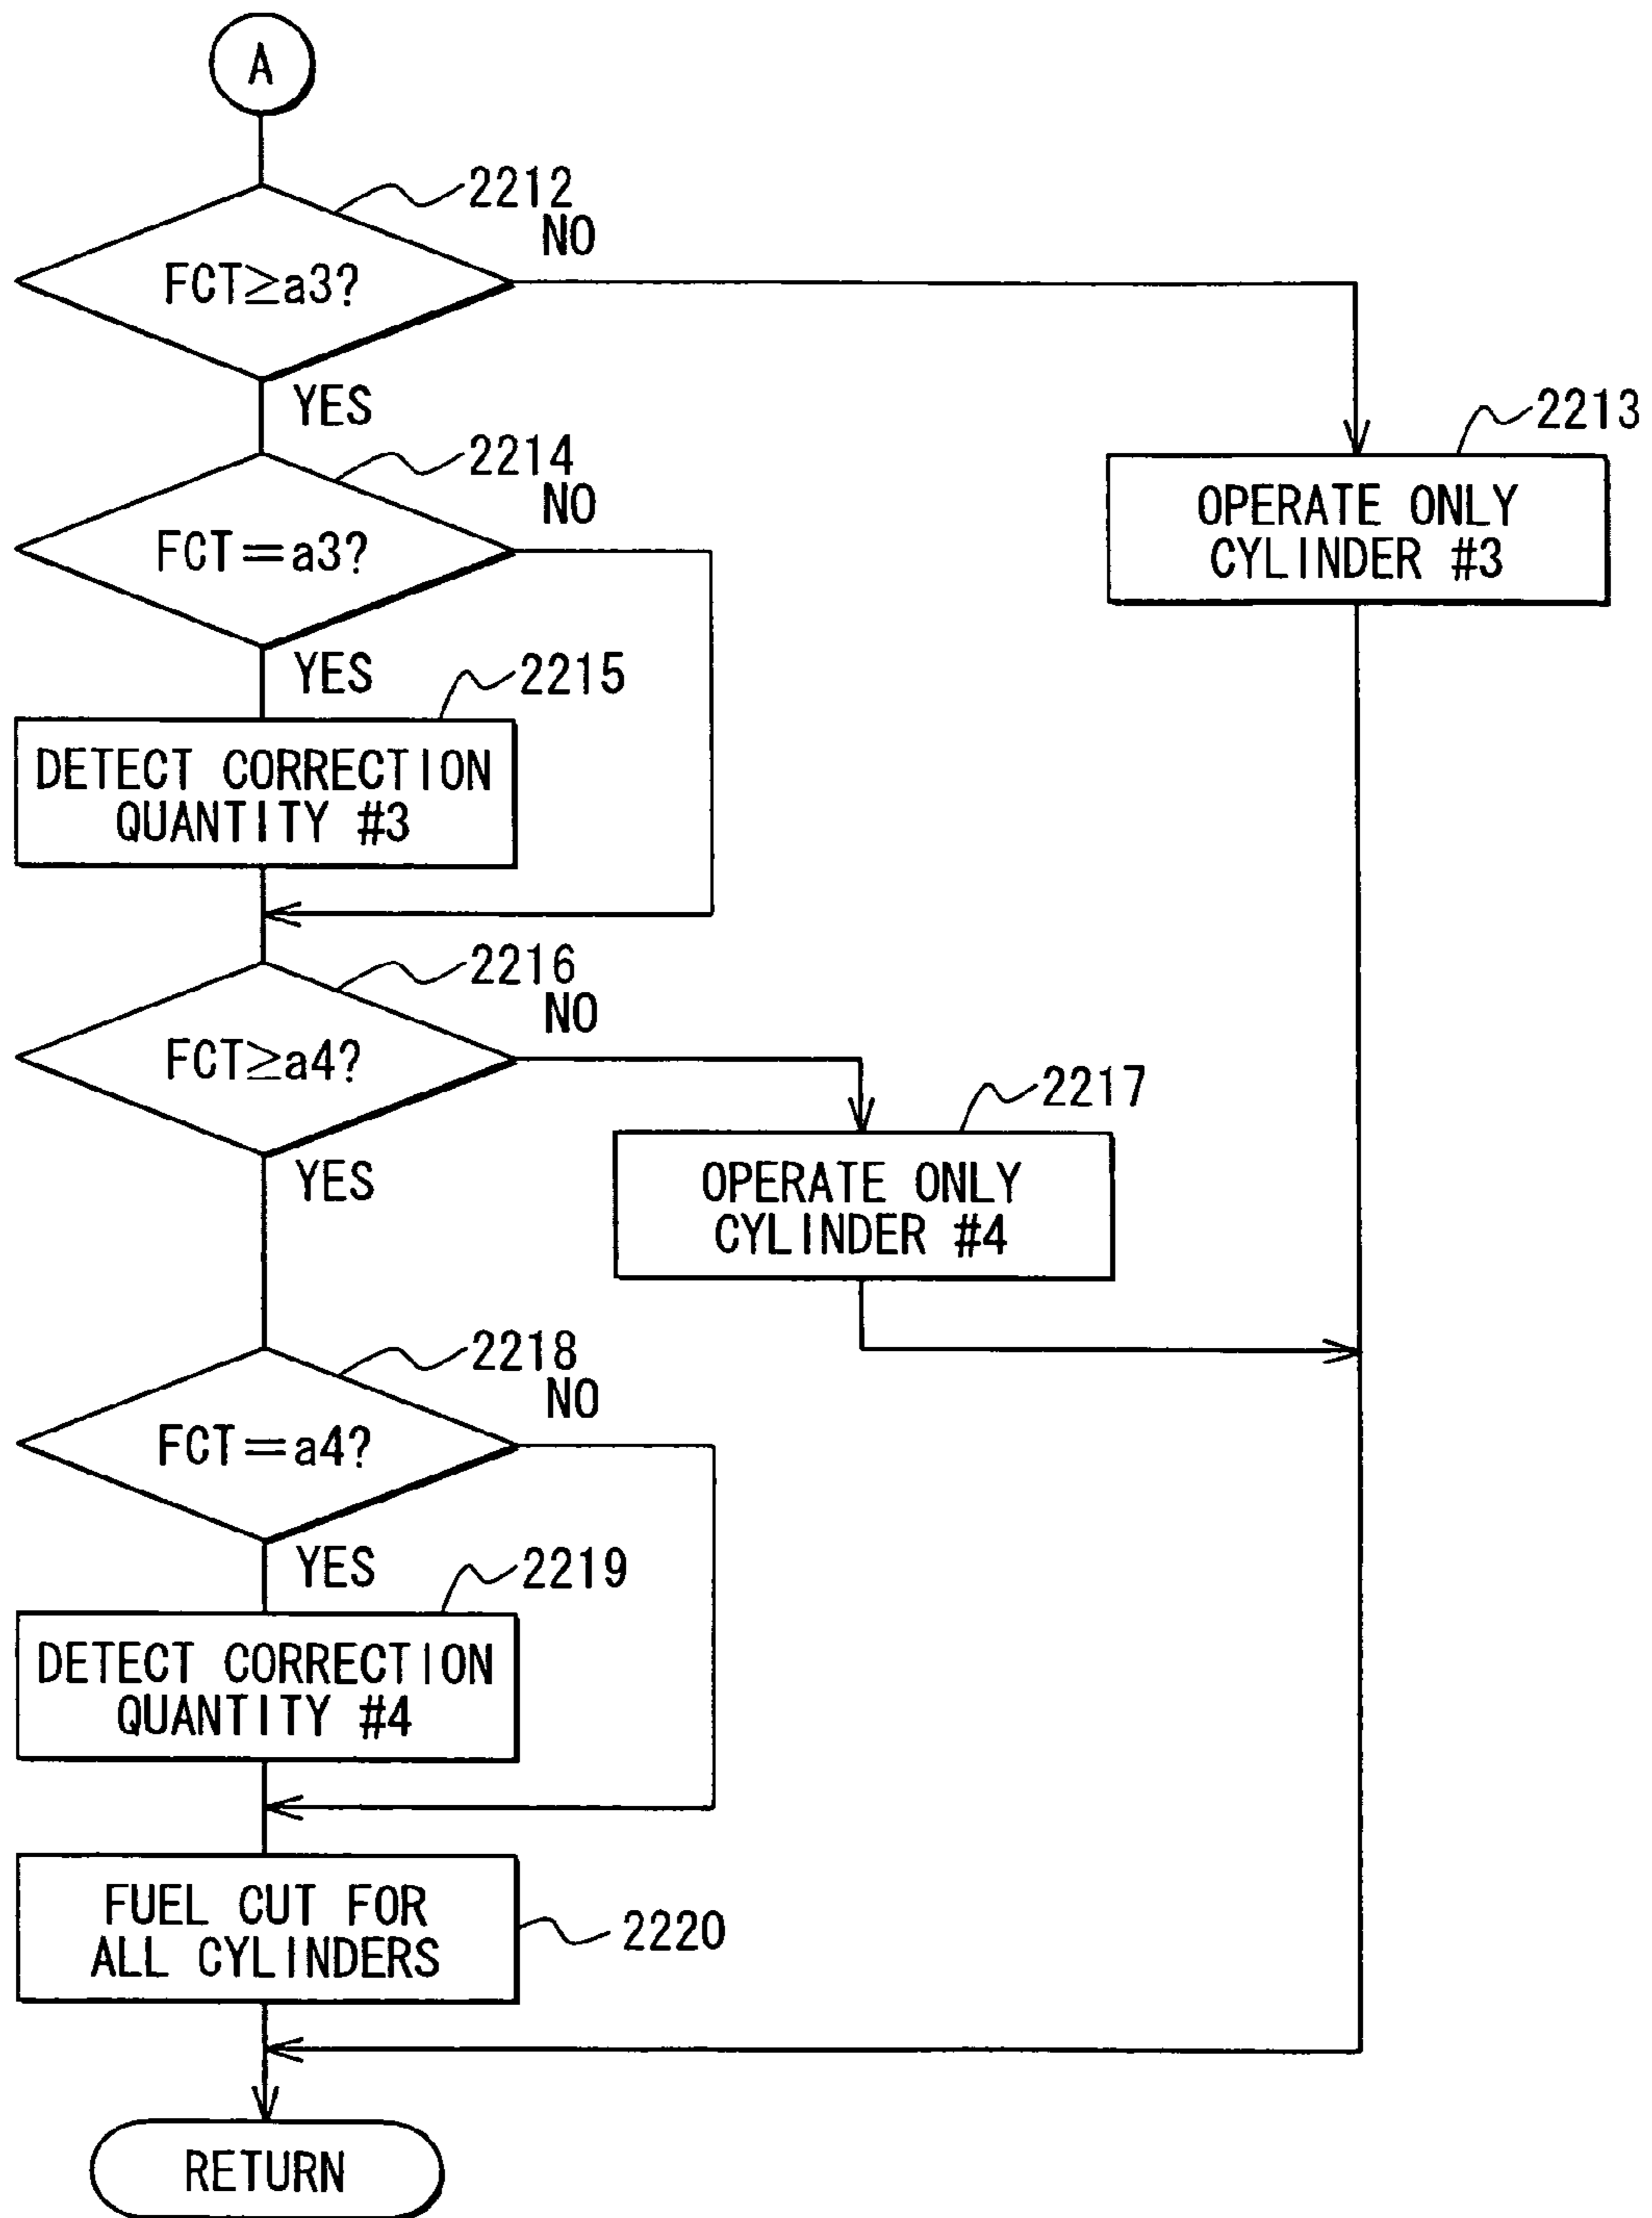 A
2212
NO
FCT≧a3?
YES
2213
2214
NO
OPERATE ONLY
CYLINDER #3
FCT=a3?
YES
2215
DETECT CORRECTION
QUANTITY #3
2216
NO
FCT≧a4?
2217
YES
OPERATE ONLY
CYLINDER #4
2218
NO
FCT=a4?
YES
2219
DETECT CORRECTION
QUANTITY #4
FUEL CUT FOR
ALL CYLINDERS
2220
RETURN